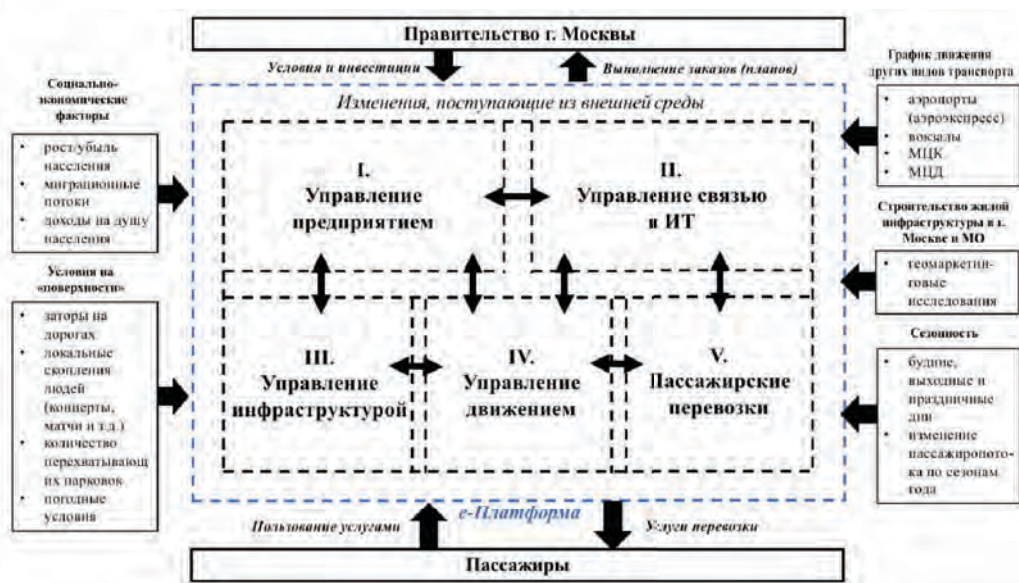 Правительство г. Москвы
Условия и инвестиции
Выполнение заказов (планов)
Социально-
экономические
факторы
• рост/убыль
населения
• миграционные
потоки
• доходы на душу
населения
Условия на
«поверхности»
• заторы на
дорогах
• локальные
скопления
людей
(концерты,
матчи и т.д.)
• количество
перехватывающ
их парковок
• погодные
условия
Изменения, поступающие из внешней среды
I.
Управление
предприятием
II.
Управление связью
и ИТ
III.
Управление
инфраструктурой
IV.
Управление
движением
V.
Пассажирские
перевозки
е-Платформа
График движения
других видов транспорта
• аэропорты
(аэроэкспресс)
• вокзалы
• МЦК
• МЦД
Строительство жилой
инфраструктуры в г.
Москве и МО
• геомаркетин-
говые
исследования
Сезонность
• будние,
выходные и
праздничные
дни
• изменение
пассажиропото-
ка по сезонам
года
Пользование услугами
Услуги перевозки
Пассажиры